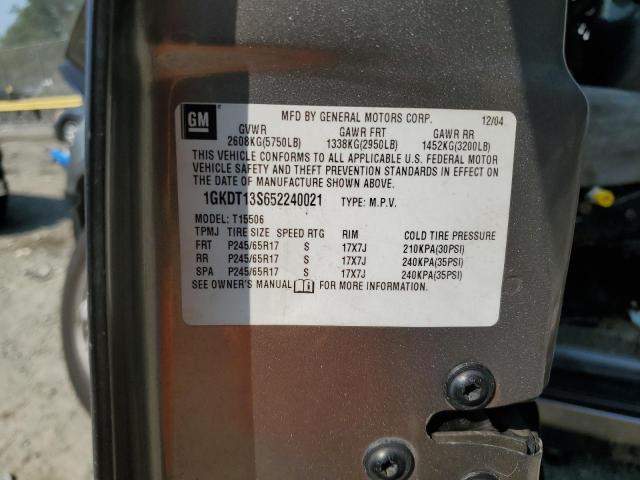 GM MFD BY GENERAL MOTORS CORP. 12/04
GVWR GAWR FRT GAWR RR
2608KG(5750LB) 1338KG(2950LB) 1452KG(3200LB)
THIS VEHICLE CONFORMS TO ALL APPLICABLE U.S. FEDERAL MOTOR
VEHICLE SAFETY AND THEFT PREVENTION STANDARDS IN EFFECT ON
THE DATE OF MANUFACTURE SHOWN ABOVE.
1GKDT13S652240021 TYPE: M.P.V.
MODEL: T15506
TPMJ TIRE SIZE SPEED RTG RIM COLD TIRE PRESSURE
FRT P245/65R17 S 17X7J 210KPA(30PSI)
RR P245/65R17 S 17X7J 240KPA(35PSI)
SPA P245/65R17 S 17X7J 240KPA(35PSI)
SEE OWNER'S MANUAL FOR MORE INFORMATION.